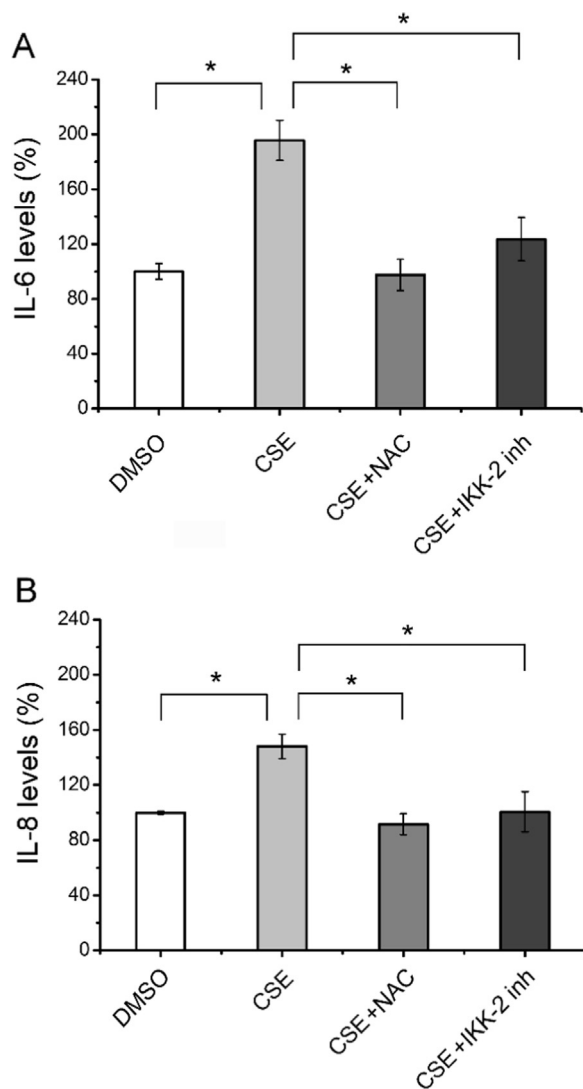 A
*
*
*
240
200
160
120
80
40
0
IL-6 levels (%)
DMSO
CSE
CSE+NAC
CSE+IKK-2 inh
B
*
*
*
240
200
160
120
80
40
0
IL-8 levels (%)
DMSO
CSE
CSE+NAC
CSE+IKK-2 inh